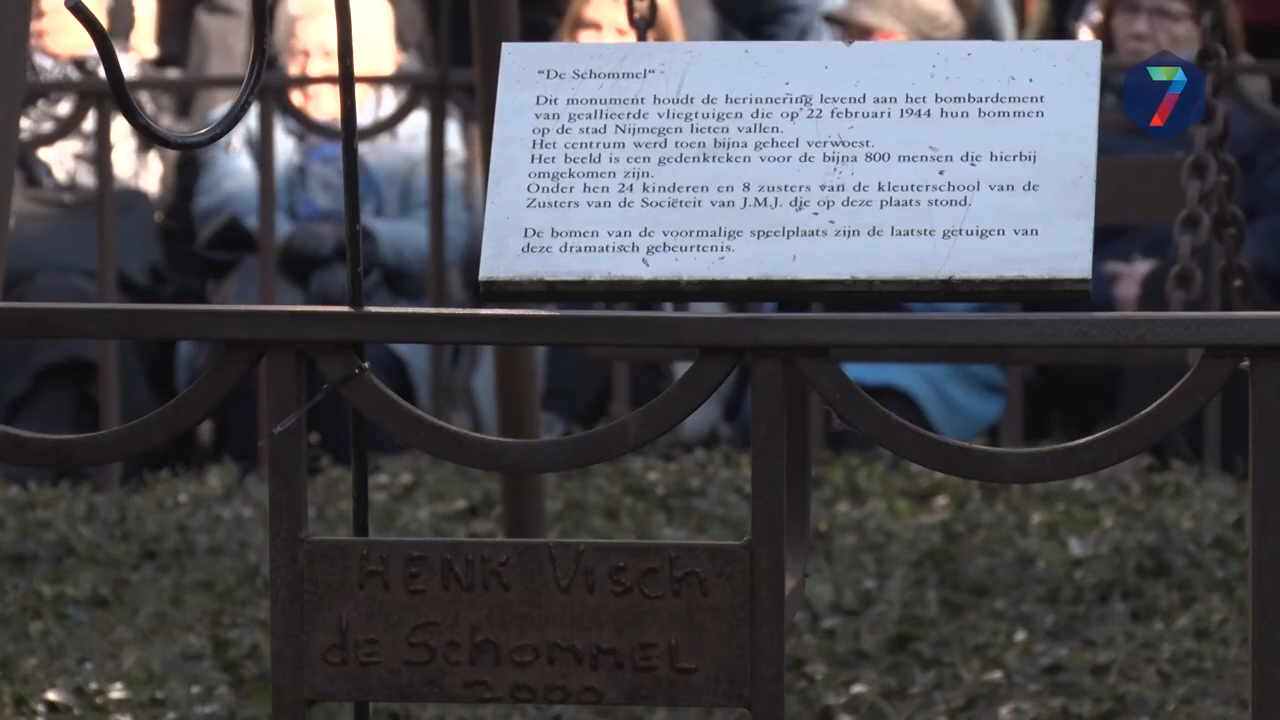 “De Schommel“
Dit monument houdt de herinnering levend aan het bombardement
van geallieerde vliegtuigen die op 22 februari 1944 hun bommen
op de stad Nijmegen lieten vallen.
Het centrum werd toen bijna geheel verwoest.
Het beeld is een gedenkteken voor de bijna 800 mensen die hierbij
omgekomen zijn.
Onder hen 24 kinderen en 8 zusters van de kleuterschool van de
Zusters van de Sociëteit van J.M.J. die op deze plaats stond.
De bomen van de voormalige speelplaats zijn de laatste getuigen van
deze dramatisch gebeurtenis.
7
HENK Visch
de Schommel
2000